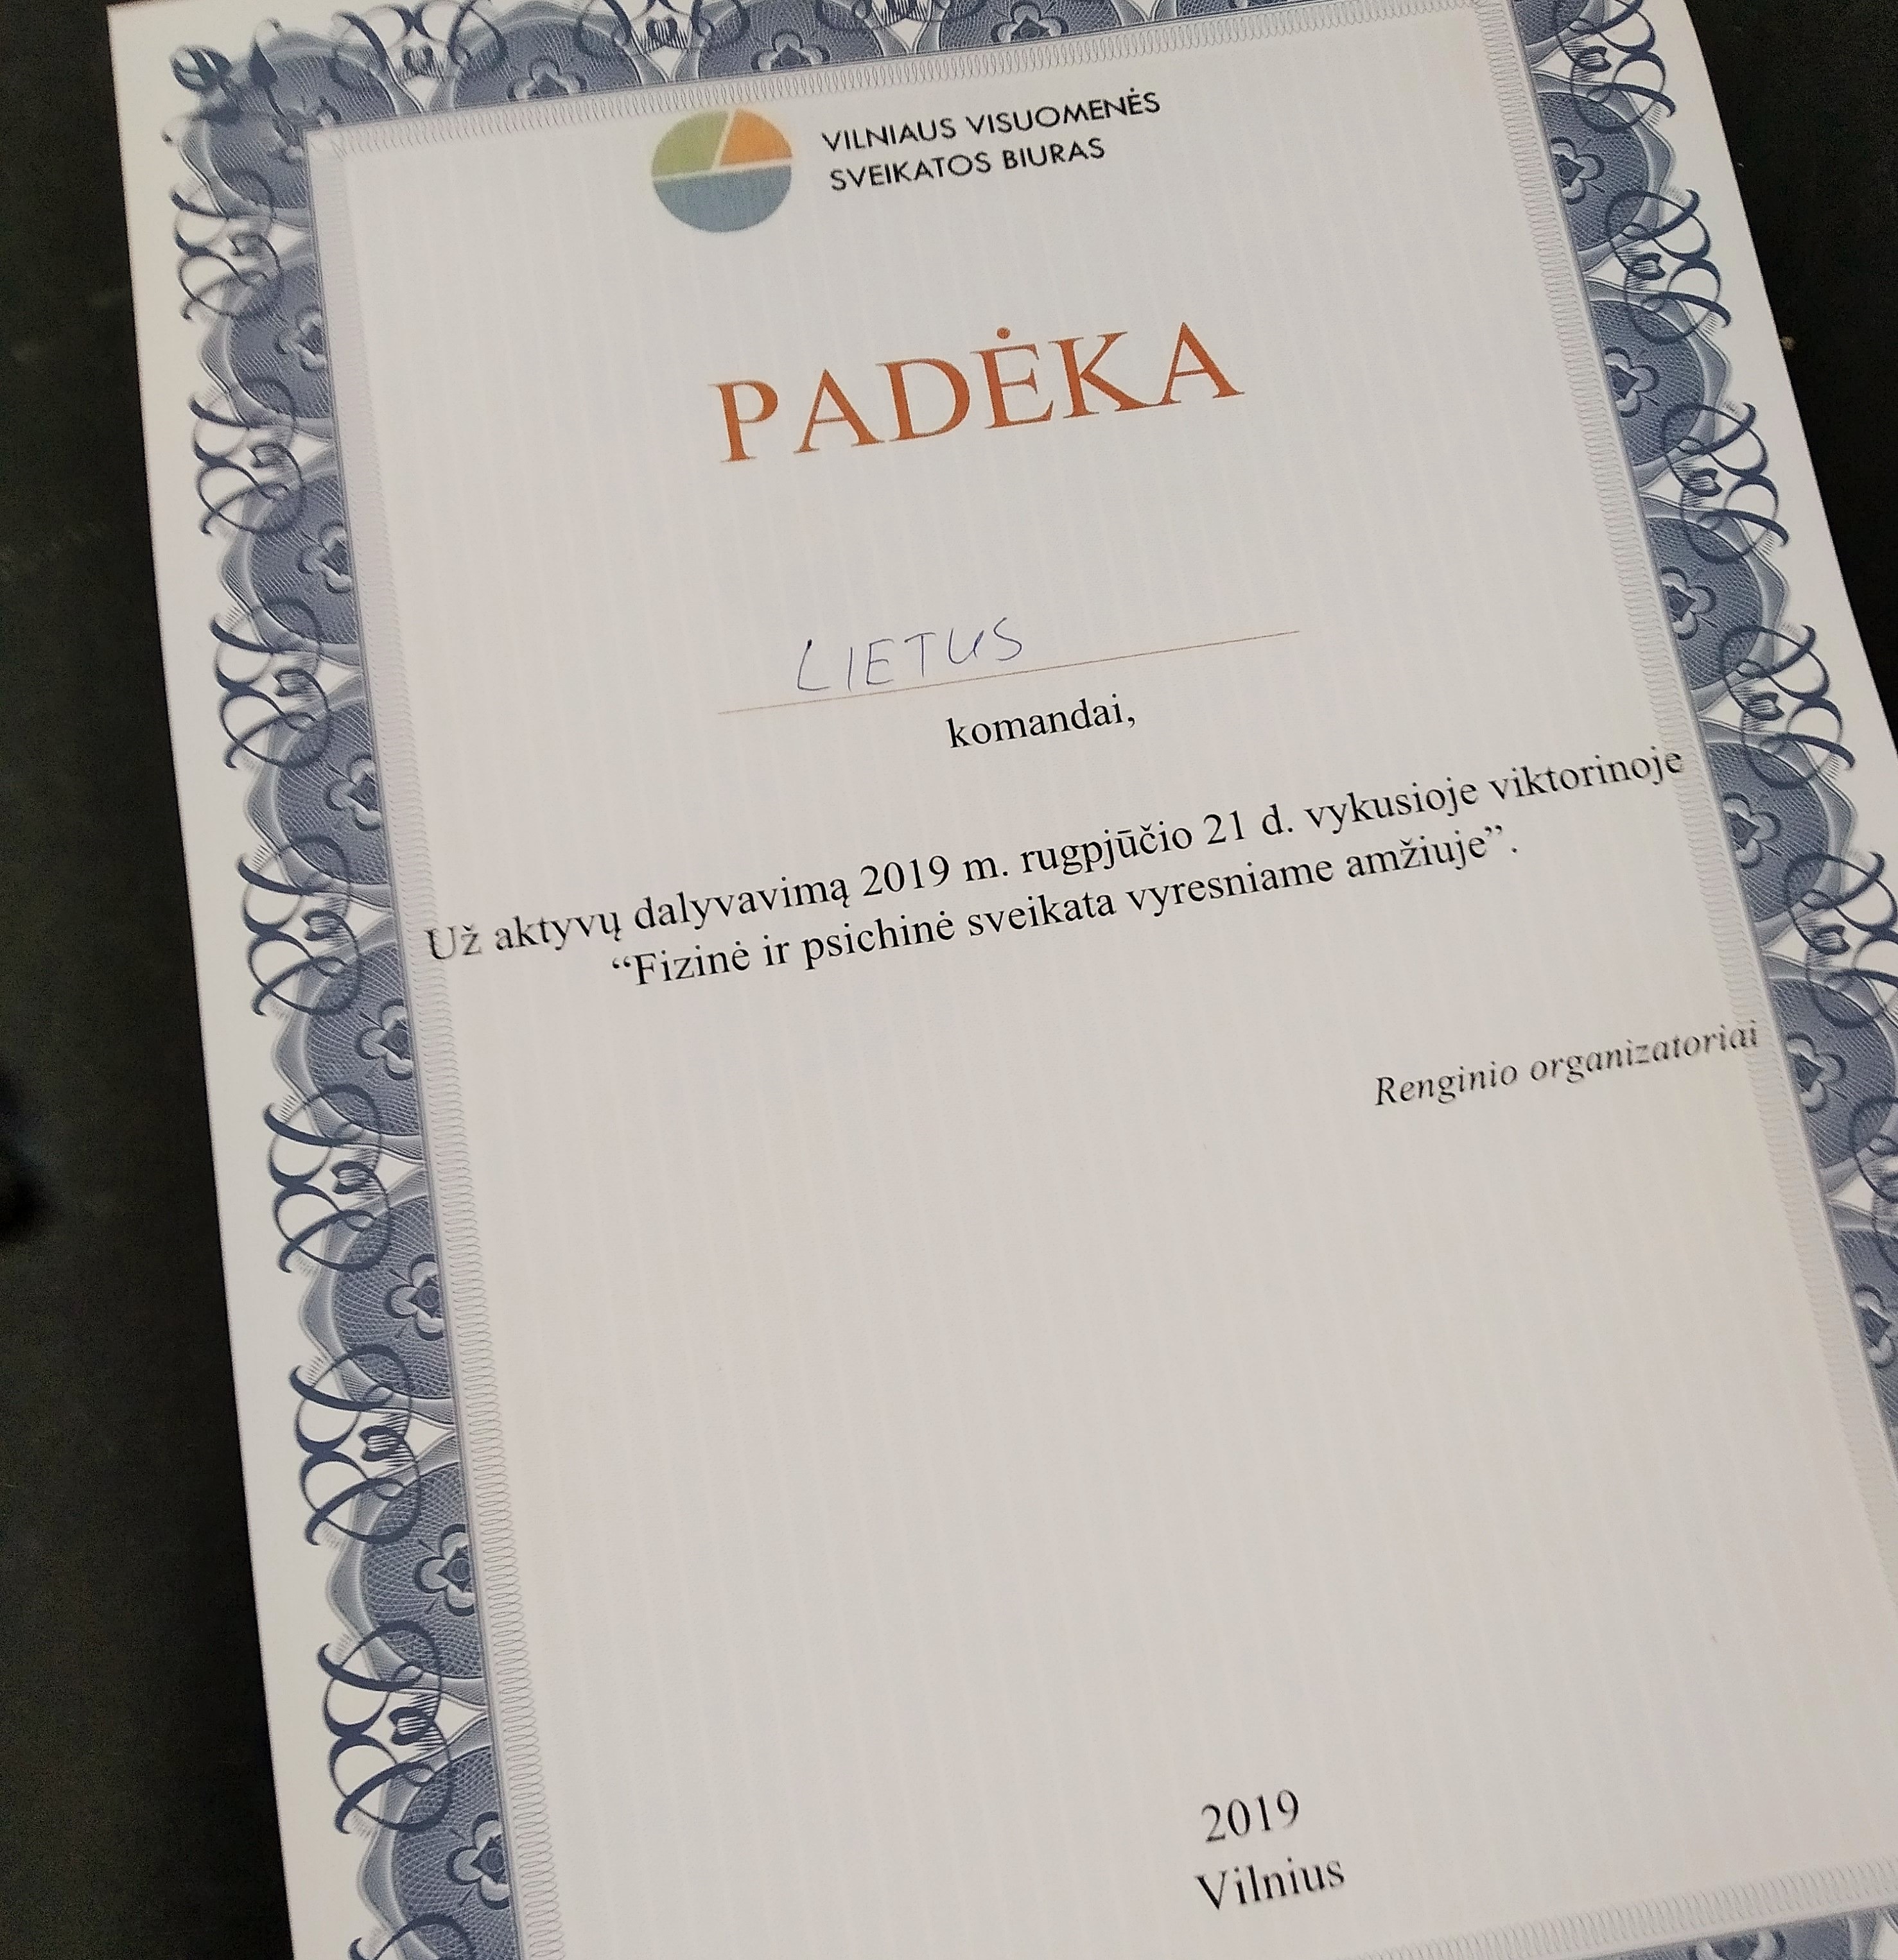 VILNIAUS VISUOMENĖS
SVEIKATOS BIURAS
PADĖKA
LIETUS
komandai,
Už aktyvų dalyvavimą 2019 m. rugpjūčio 21 d. vykusioje viktorinoje
“Fizinė ir psichinė sveikata vyresniame amžiuje”.
Renginio organizatoriai
2019
Vilnius